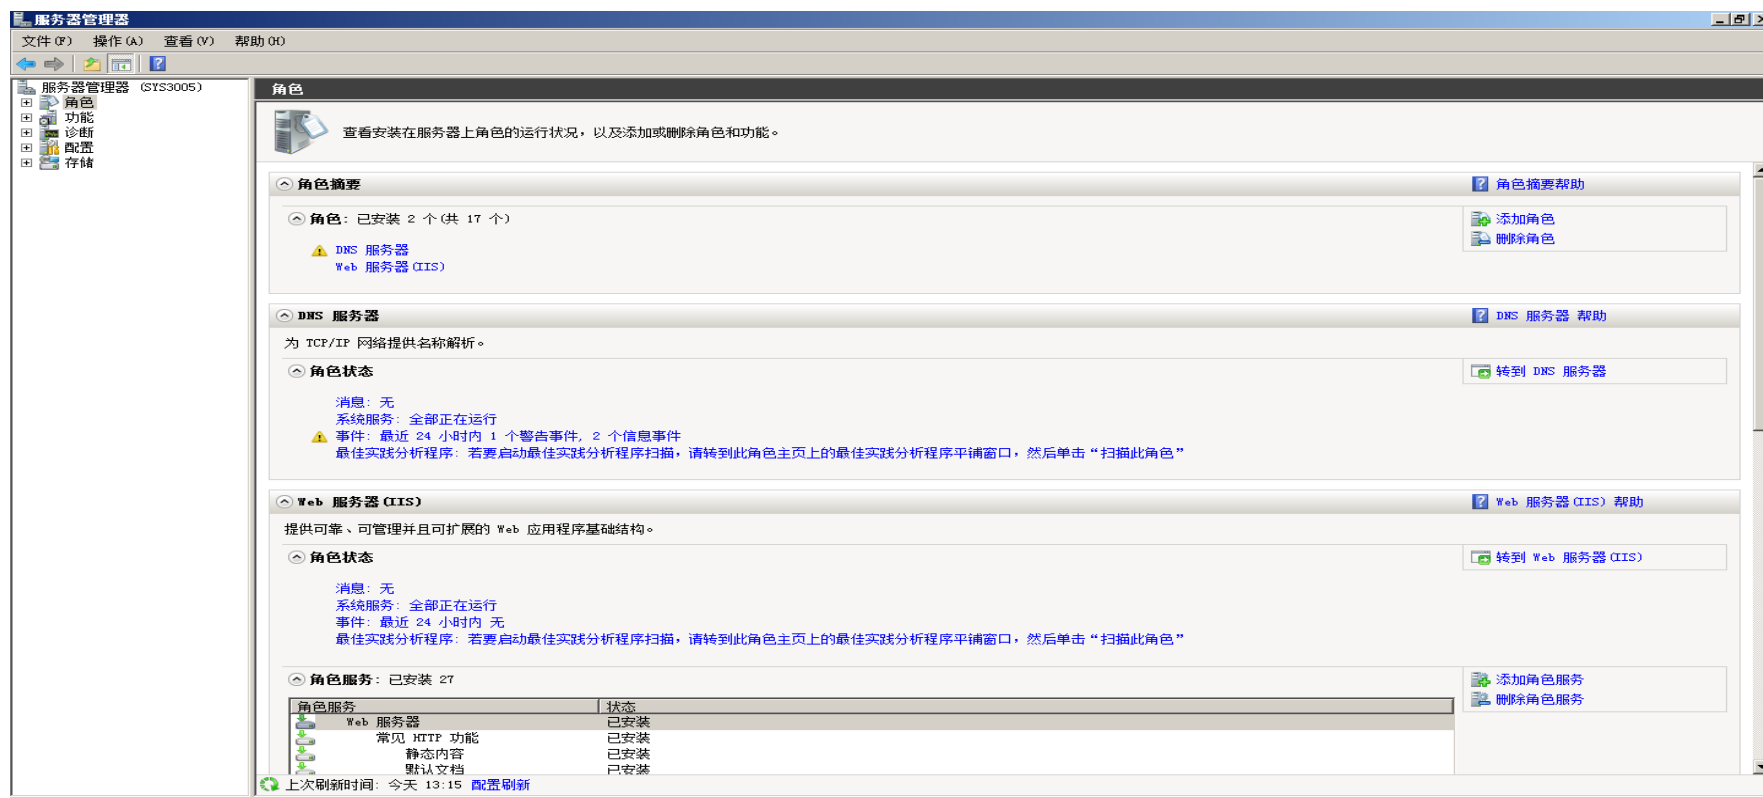 服务器管理器
文件(F) 操作(A) 查看(V) 帮助(H)
服务器管理器 (SYS3005)
角色
功能
诊断
配置
存储
角色
查看安装在服务器上角色的运行状况，以及添加或删除角色和功能。
角色摘要
角色摘要帮助
角色: 已安装 2 个(共 17 个)
添加角色
删除角色
DNS 服务器
Web 服务器(IIS)
DNS 服务器
DNS 服务器 帮助
为 TCP/IP 网络提供名称解析。
角色状态
转到 DNS 服务器
消息: 无
系统服务: 全部正在运行
事件: 最近 24 小时内 1 个警告事件, 2 个信息事件
最佳实践分析程序: 若要启动最佳实践分析程序扫描，请转到此角色主页上的最佳实践分析程序平铺窗口，然后单击“扫描此角色”
Web 服务器(IIS)
Web 服务器(IIS) 帮助
提供可靠、可管理并且可扩展的 Web 应用程序基础结构。
角色状态
转到 Web 服务器(IIS)
消息: 无
系统服务: 全部正在运行
事件: 最近 24 小时内 无
最佳实践分析程序: 若要启动最佳实践分析程序扫描，请转到此角色主页上的最佳实践分析程序平铺窗口，然后单击“扫描此角色”
角色服务: 已安装 27
添加角色服务
删除角色服务
角色服务 状态
Web 服务器 已安装
常见 HTTP 功能 已安装
静态内容 已安装
默认文档 已安装
上次刷新时间: 今天 13:15 配置刷新